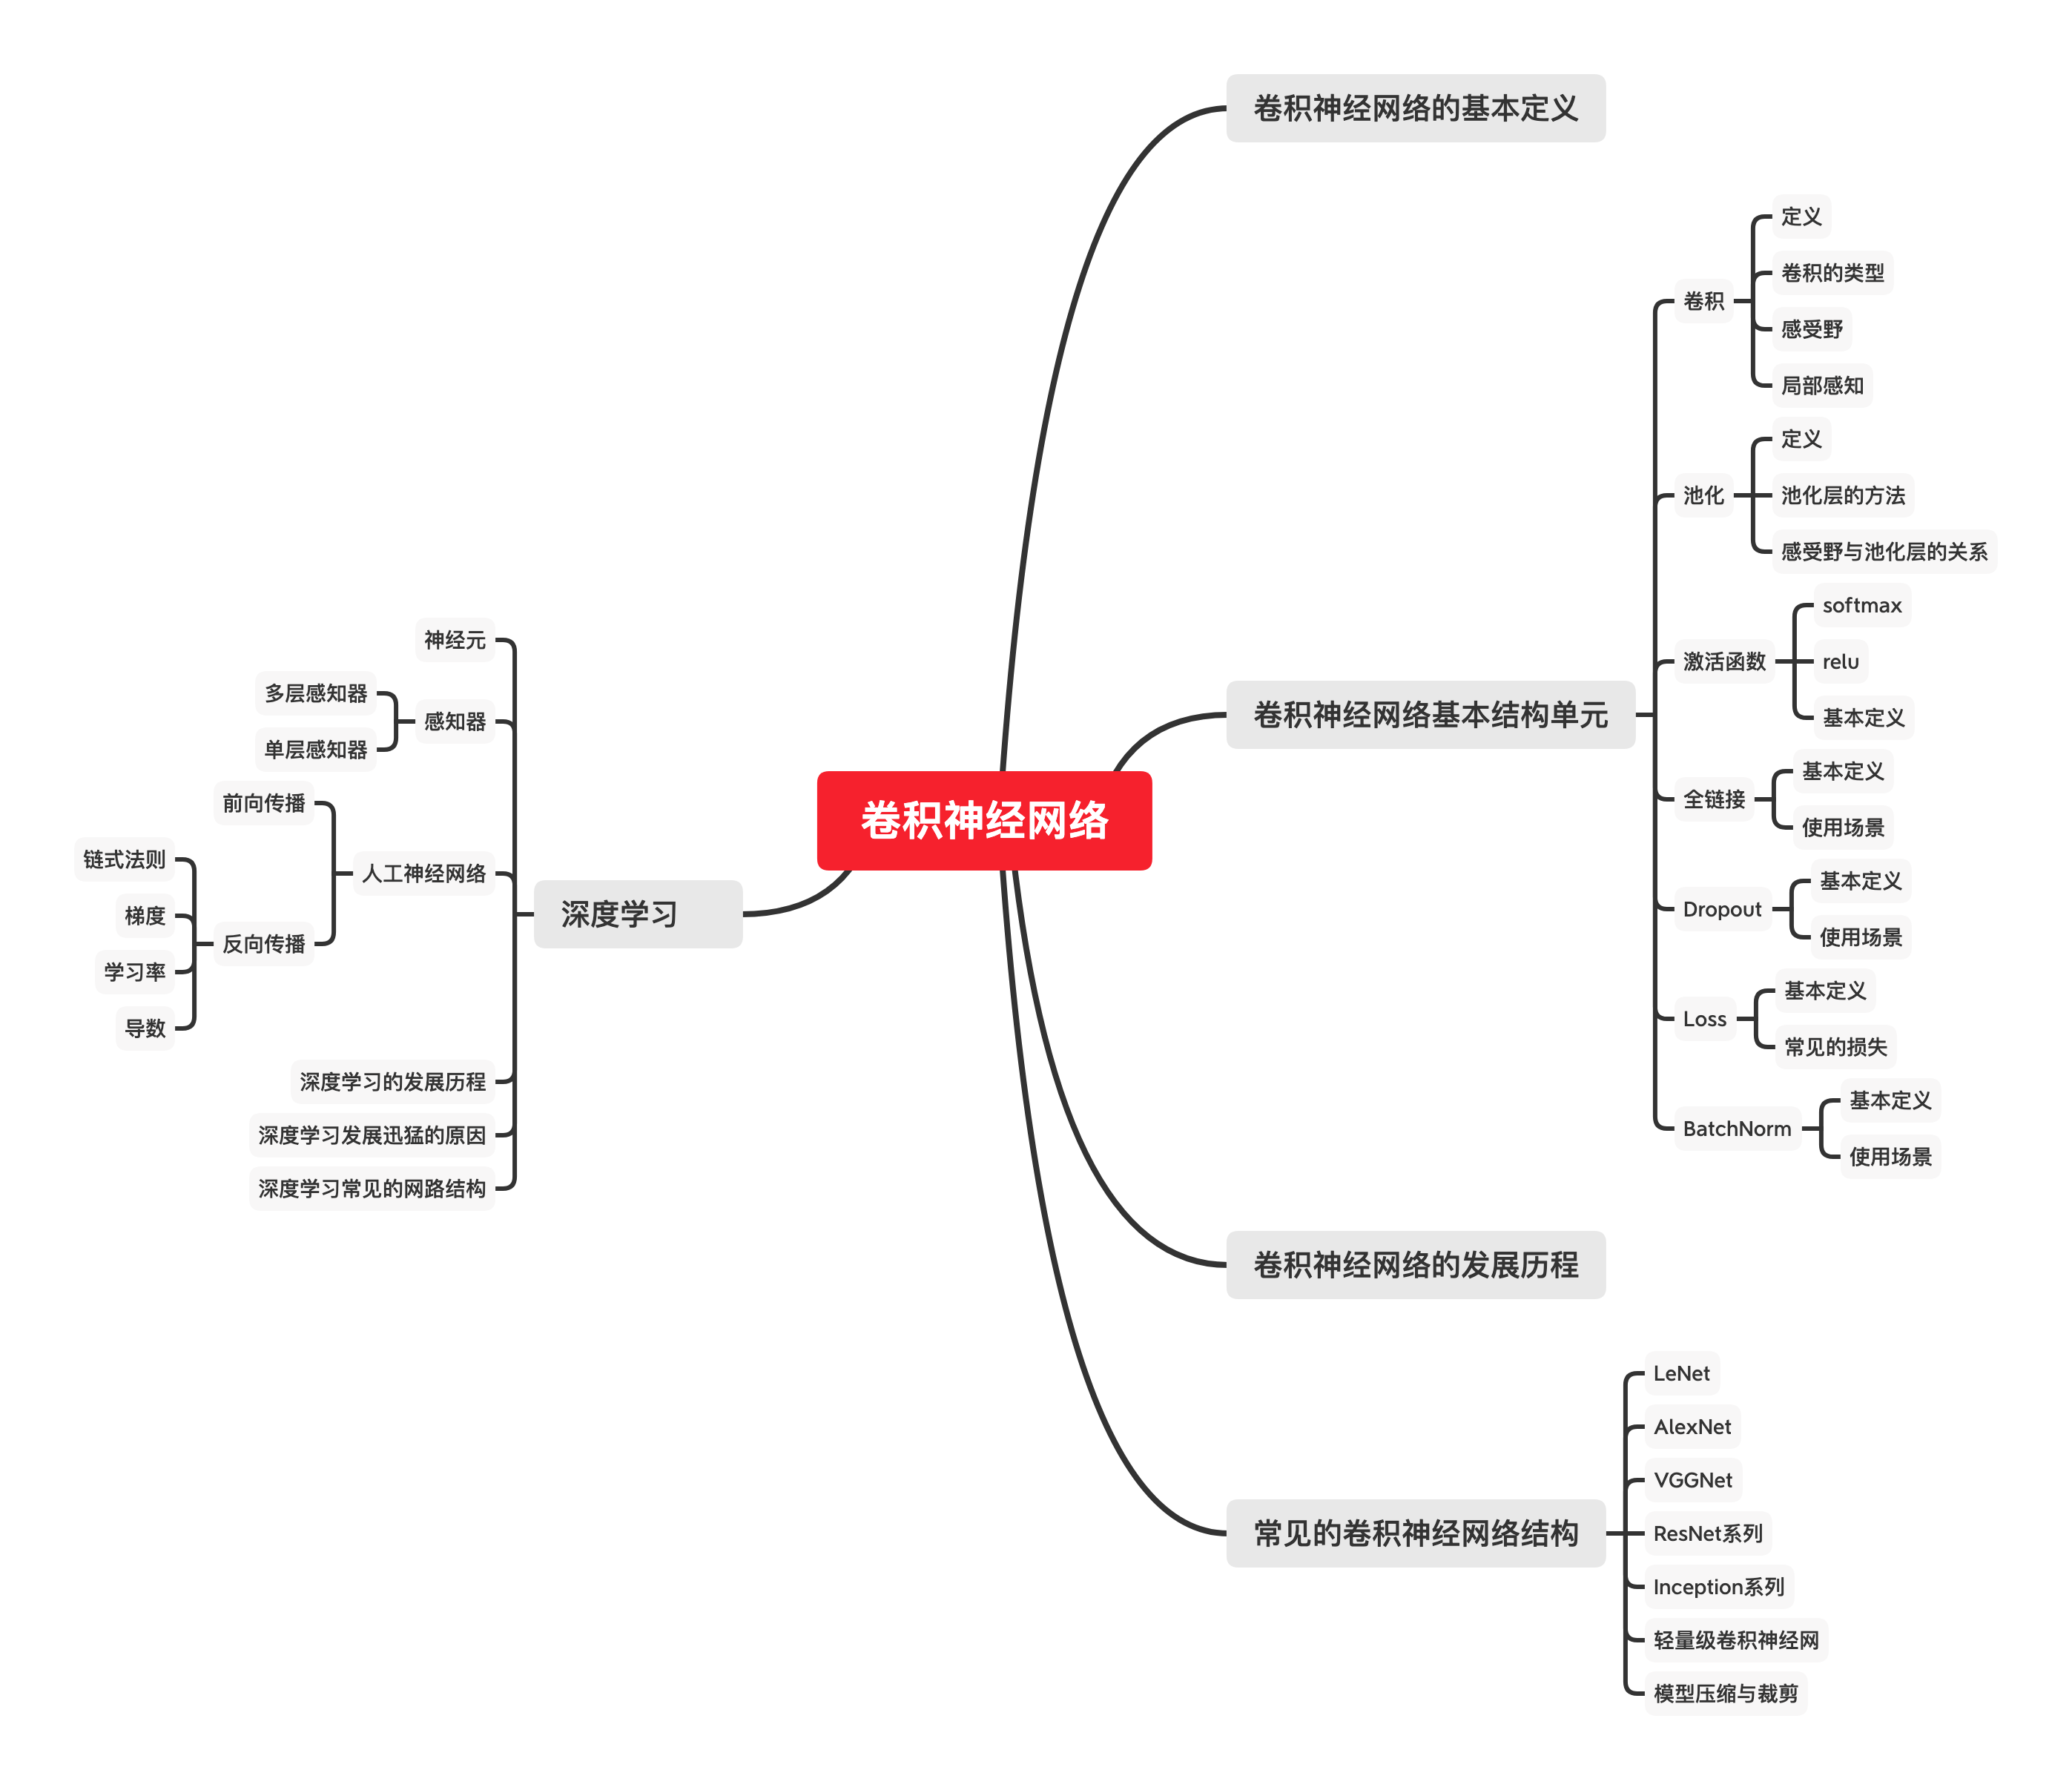 卷积神经网络
卷积神经网络的基本定义
卷积神经网络基本结构单元
卷积
定义
卷积的类型
感受野
局部感知
池化
定义
池化层的方法
感受野与池化层的关系
激活函数
softmax
relu
基本定义
全链接
基本定义
使用场景
Dropout
基本定义
使用场景
Loss
基本定义
常见的损失
BatchNorm
基本定义
使用场景
卷积神经网络的发展历程
常见的卷积神经网络结构
LeNet
AlexNet
VGGNet
ResNet系列
Inception系列
轻量级卷积神经网
模型压缩与裁剪
深度学习
神经元
感知器
多层感知器
单层感知器
人工神经网络
前向传播
反向传播
链式法则
梯度
学习率
导数
深度学习的发展历程
深度学习发展迅猛的原因
深度学习常见的网路结构